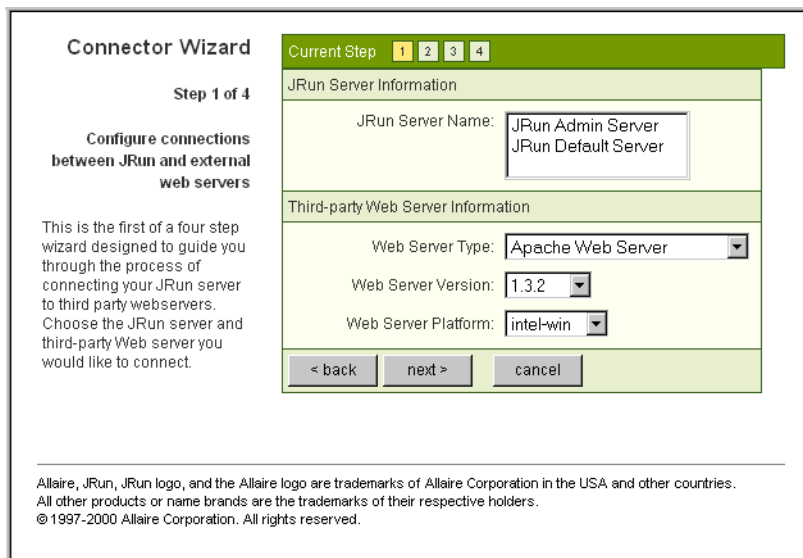 Connector Wizard
Step 1 of 4
Configure connections
between JRun and external
web servers
This is the first of a four step
wizard designed to guide you
through the process of
connecting your JRun server
to third party webservers.
Choose the JRun server and
third-party Web server you
would like to connect.
Current Step 1 2 3 4
JRun Server Information
JRun Server Name:
JRun Admin Server
JRun Default Server
Third-party Web Server Information
Web Server Type: Apache Web Server
Web Server Version: 1.3.2
Web Server Platform: intel-win
< back next > cancel
Allaire, JRun, JRun logo, and the Allaire logo are trademarks of Allaire Corporation in the USA and other countries.
All other products or name brands are the trademarks of their respective holders.
© 1997-2000 Allaire Corporation. All rights reserved.